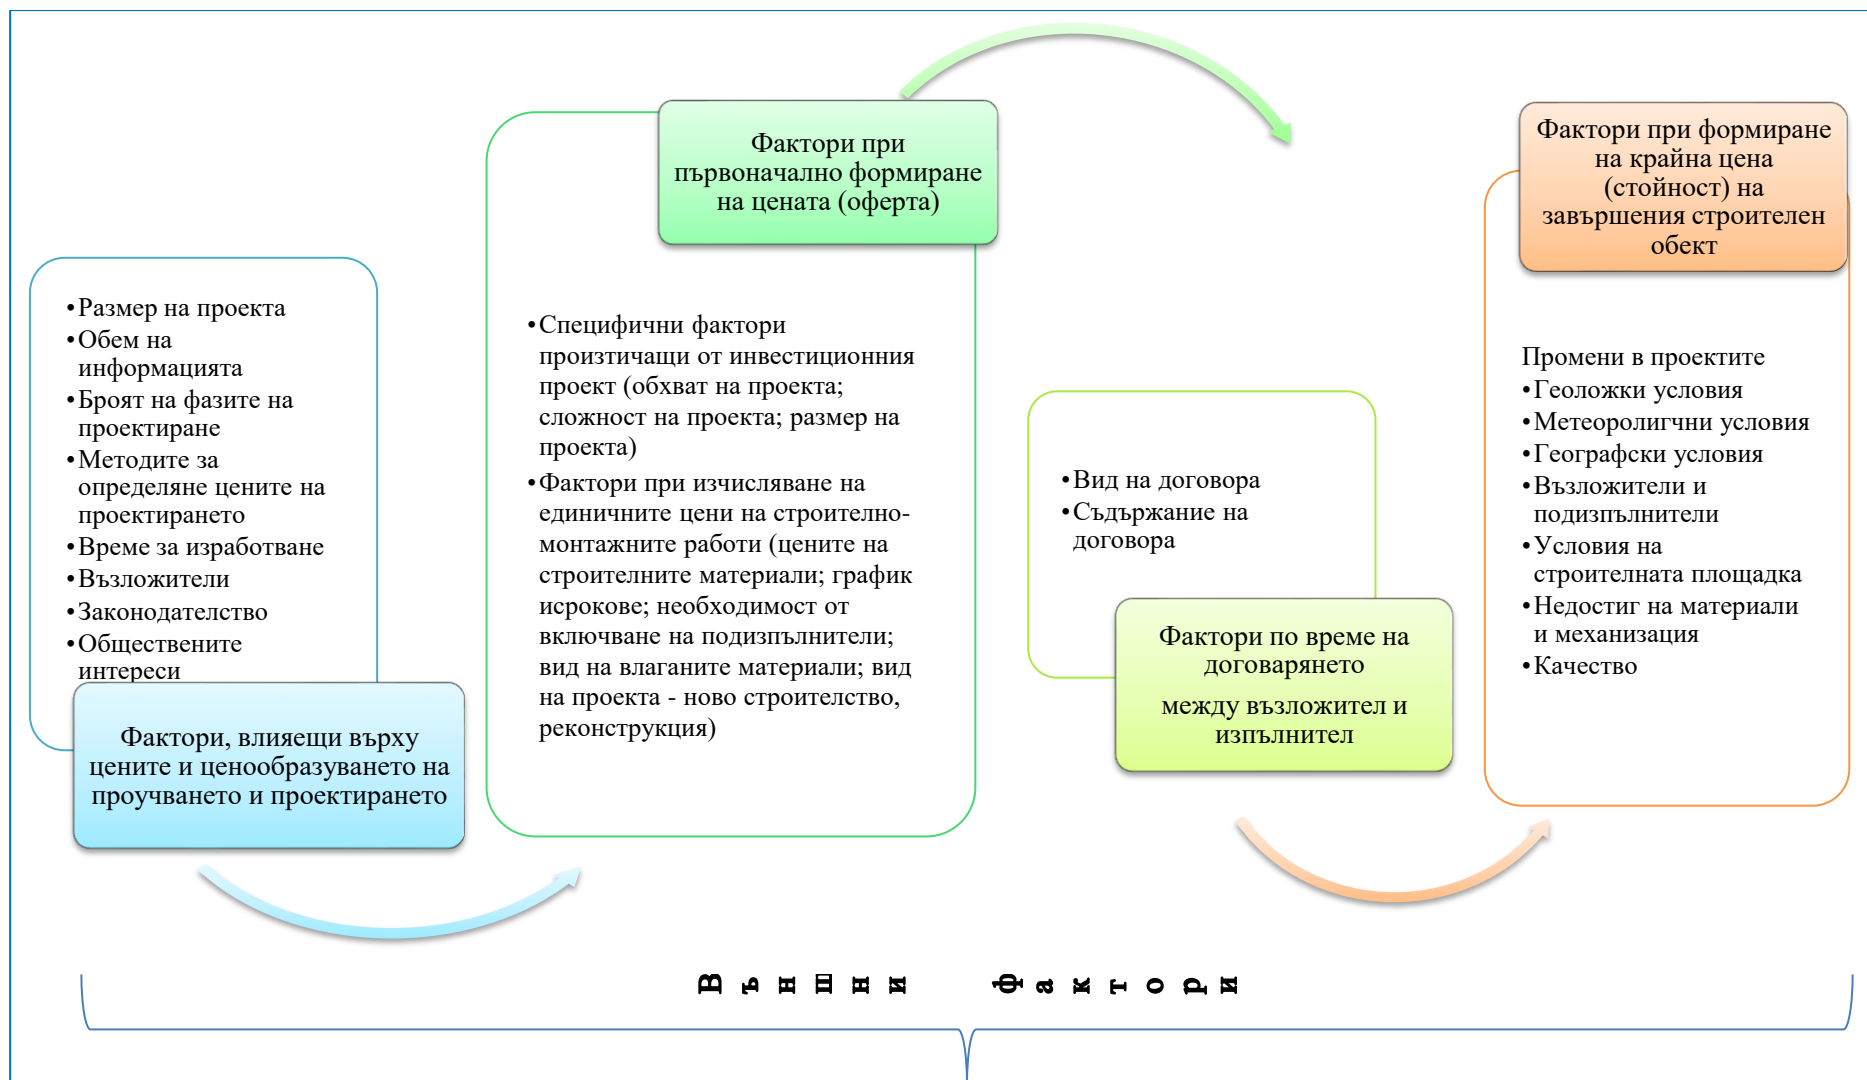 •Размер на проекта
•Обем на
информацията
•Броят на фазите на
проектиране
•Методите за
определяне цените на
проектирането
•Време за изработване
•Възложители
•Законодателство
•Обществените
интереси
Фактори, влияещи върху
цените и ценообразуването на
проучването и проектирането
Фактори при
първоначално формиране
на цената (оферта)
•Специфични фактори
произтичащи от инвестиционния
проект (обхват на проекта;
сложност на проекта; размер на
проекта)
•Фактори при изчисляване на
единичните цени на строително-
монтажните работи (цените на
строителните материали; график
исрокове; необходимост от
включване на подизпълнители;
вид на влаганите материали; вид
на проекта - ново строителство,
реконструкция)
•Вид на договора
•Съдържание на
договора
Фактори по време на
договарянето
между възложител и
изпълнител
Фактори при формиране
на крайна цена
(стойност) на
завършения строителен
обект
Промени в проектите
•Геоложки условия
•Метеоролигчни условия
•Географски условия
•Възложители и
подизпълнители
•Условия на
строителната площадка
•Недостиг на материали
и механизация
•Качество
Външни фактори